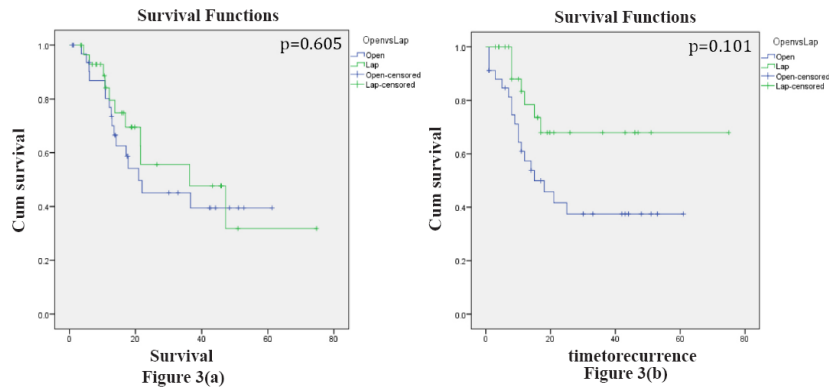 Survival Functions
p=0.605
OpenvsLap
Open
Lap
Open-censored
Lap-censored
Cum survival
1.0
0.8
0.6
0.4
0.2
0.0
0 20 40 60 80
Survival
Figure 3(a)
Survival Functions
p=0.101
OpenvsLap
Open
Lap
Open-censored
Lap-censored
Cum survival
1.0
0.8
0.6
0.4
0.2
0.0
0 20 40 60 80
timetorecurrence
Figure 3(b)